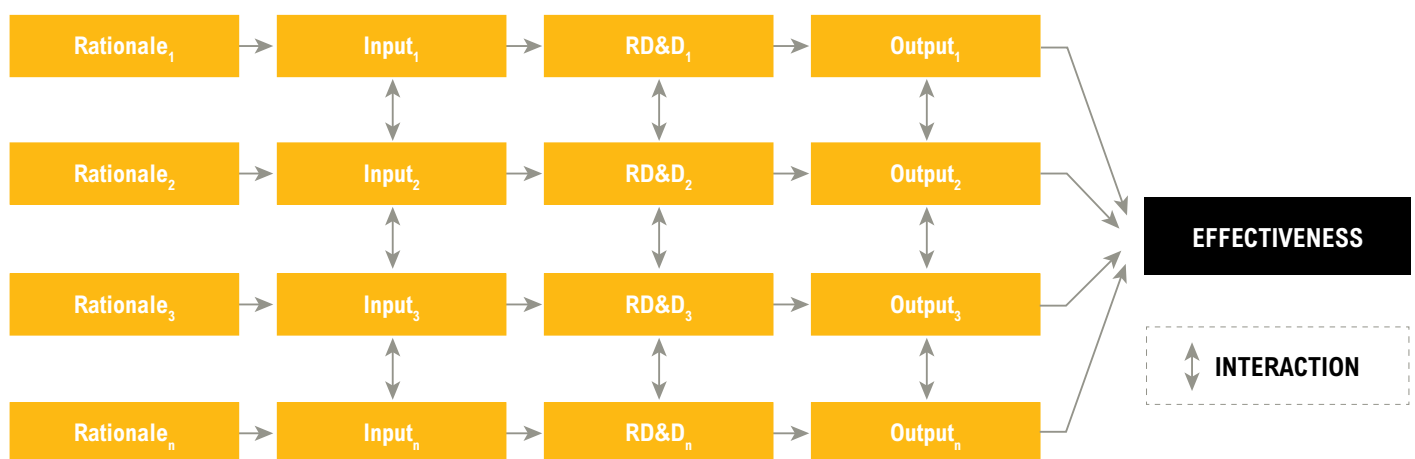 Rationale₁ Input₁ RD&D₁ Output₁
Rationale₂ Input₂ RD&D₂ Output₂
EFFECTIVENESS
Rationale₃ Input₃ RD&D₃ Output₃
INTERACTION
Rationaleₙ Inputₙ RD&Dₙ Outputₙ